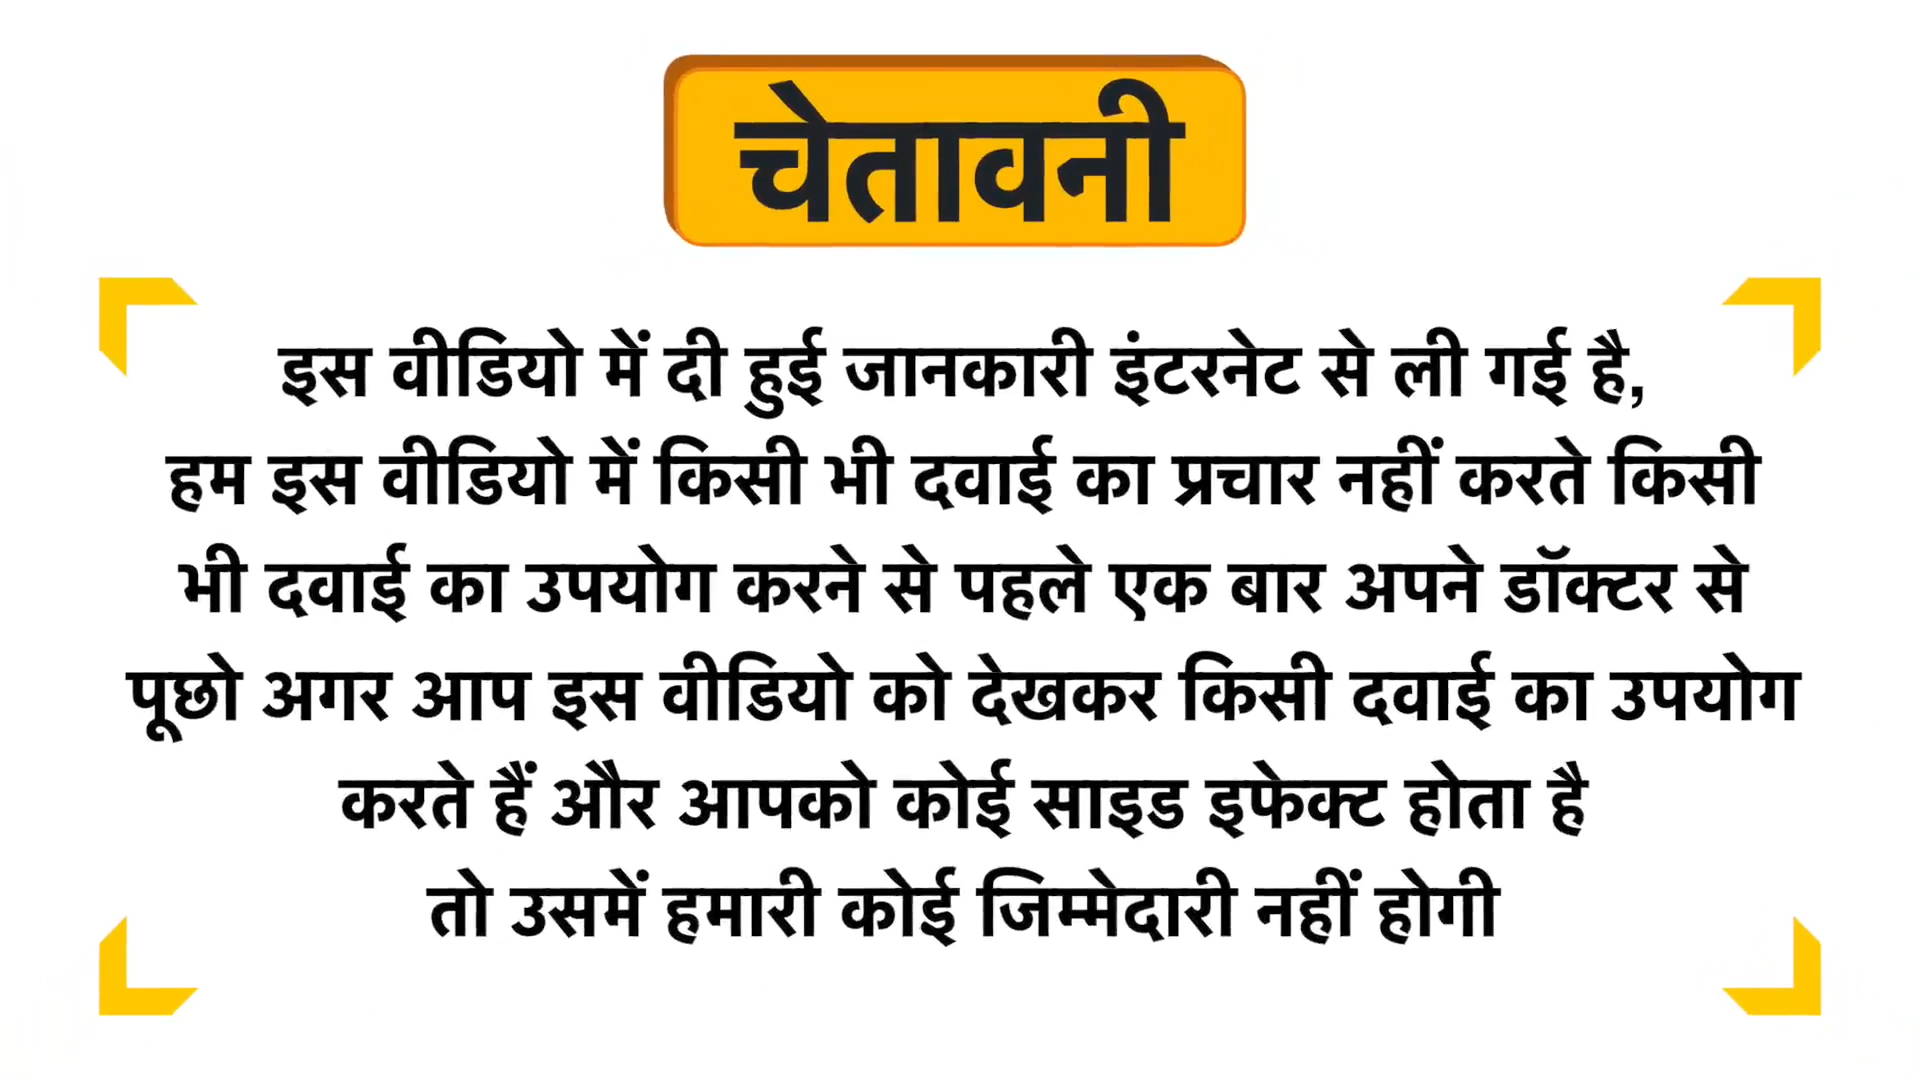 चेतावनी
इस वीडियो में दी हुई जानकारी इंटरनेट से ली गई है,
हम इस वीडियो में किसी भी दवाई का प्रचार नहीं करते किसी
भी दवाई का उपयोग करने से पहले एक बार अपने डॉक्टर से
पूछो अगर आप इस वीडियो को देखकर किसी दवाई का उपयोग
करते हैं और आपको कोई साइड इफेक्ट होता है
तो उसमें हमारी कोई जिम्मेदारी नहीं होगी